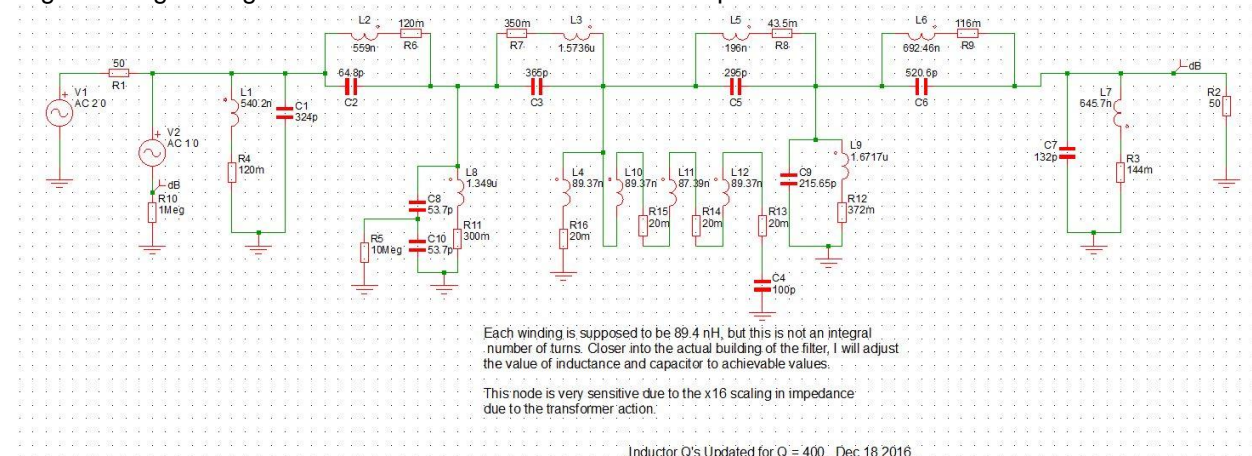 L2 120m 350m L3 L5 43.5m L6 116m
559n R6 R7 1.5736u 196n R8 692.46n R9
50 64.8p 365p 295p 520.6p dB
R1 C2 C3 C5 C6
V1 L1 L7 R2
AC 2 0 540.2n C1 645.7n 50
324p
V2 L9
AC 1 0 L8 L4 L10 L11 L12 C9 1.6717u C7
R4 1.349u 89.37n 89.37n 87.39n 89.37n 215.65p 132p R3
120m 144m
dB C8
R10 53.7p R12
1Meg R15 R14 R13 372m
R5 C10 R11 R16 20m 20m 20m
10Meg 53.7p 300m 20m
C4
100p
Each winding is supposed to be 89.4 nH, but this is not an integral
number of turns. Closer into the actual building of the filter, I will adjust
the value of inductance and capacitor to achievable values.
This node is very sensitive due to the x16 scaling in impedance
due to the transformer action.
Inductor Q's Updated for Q = 400 Dec 18 2016